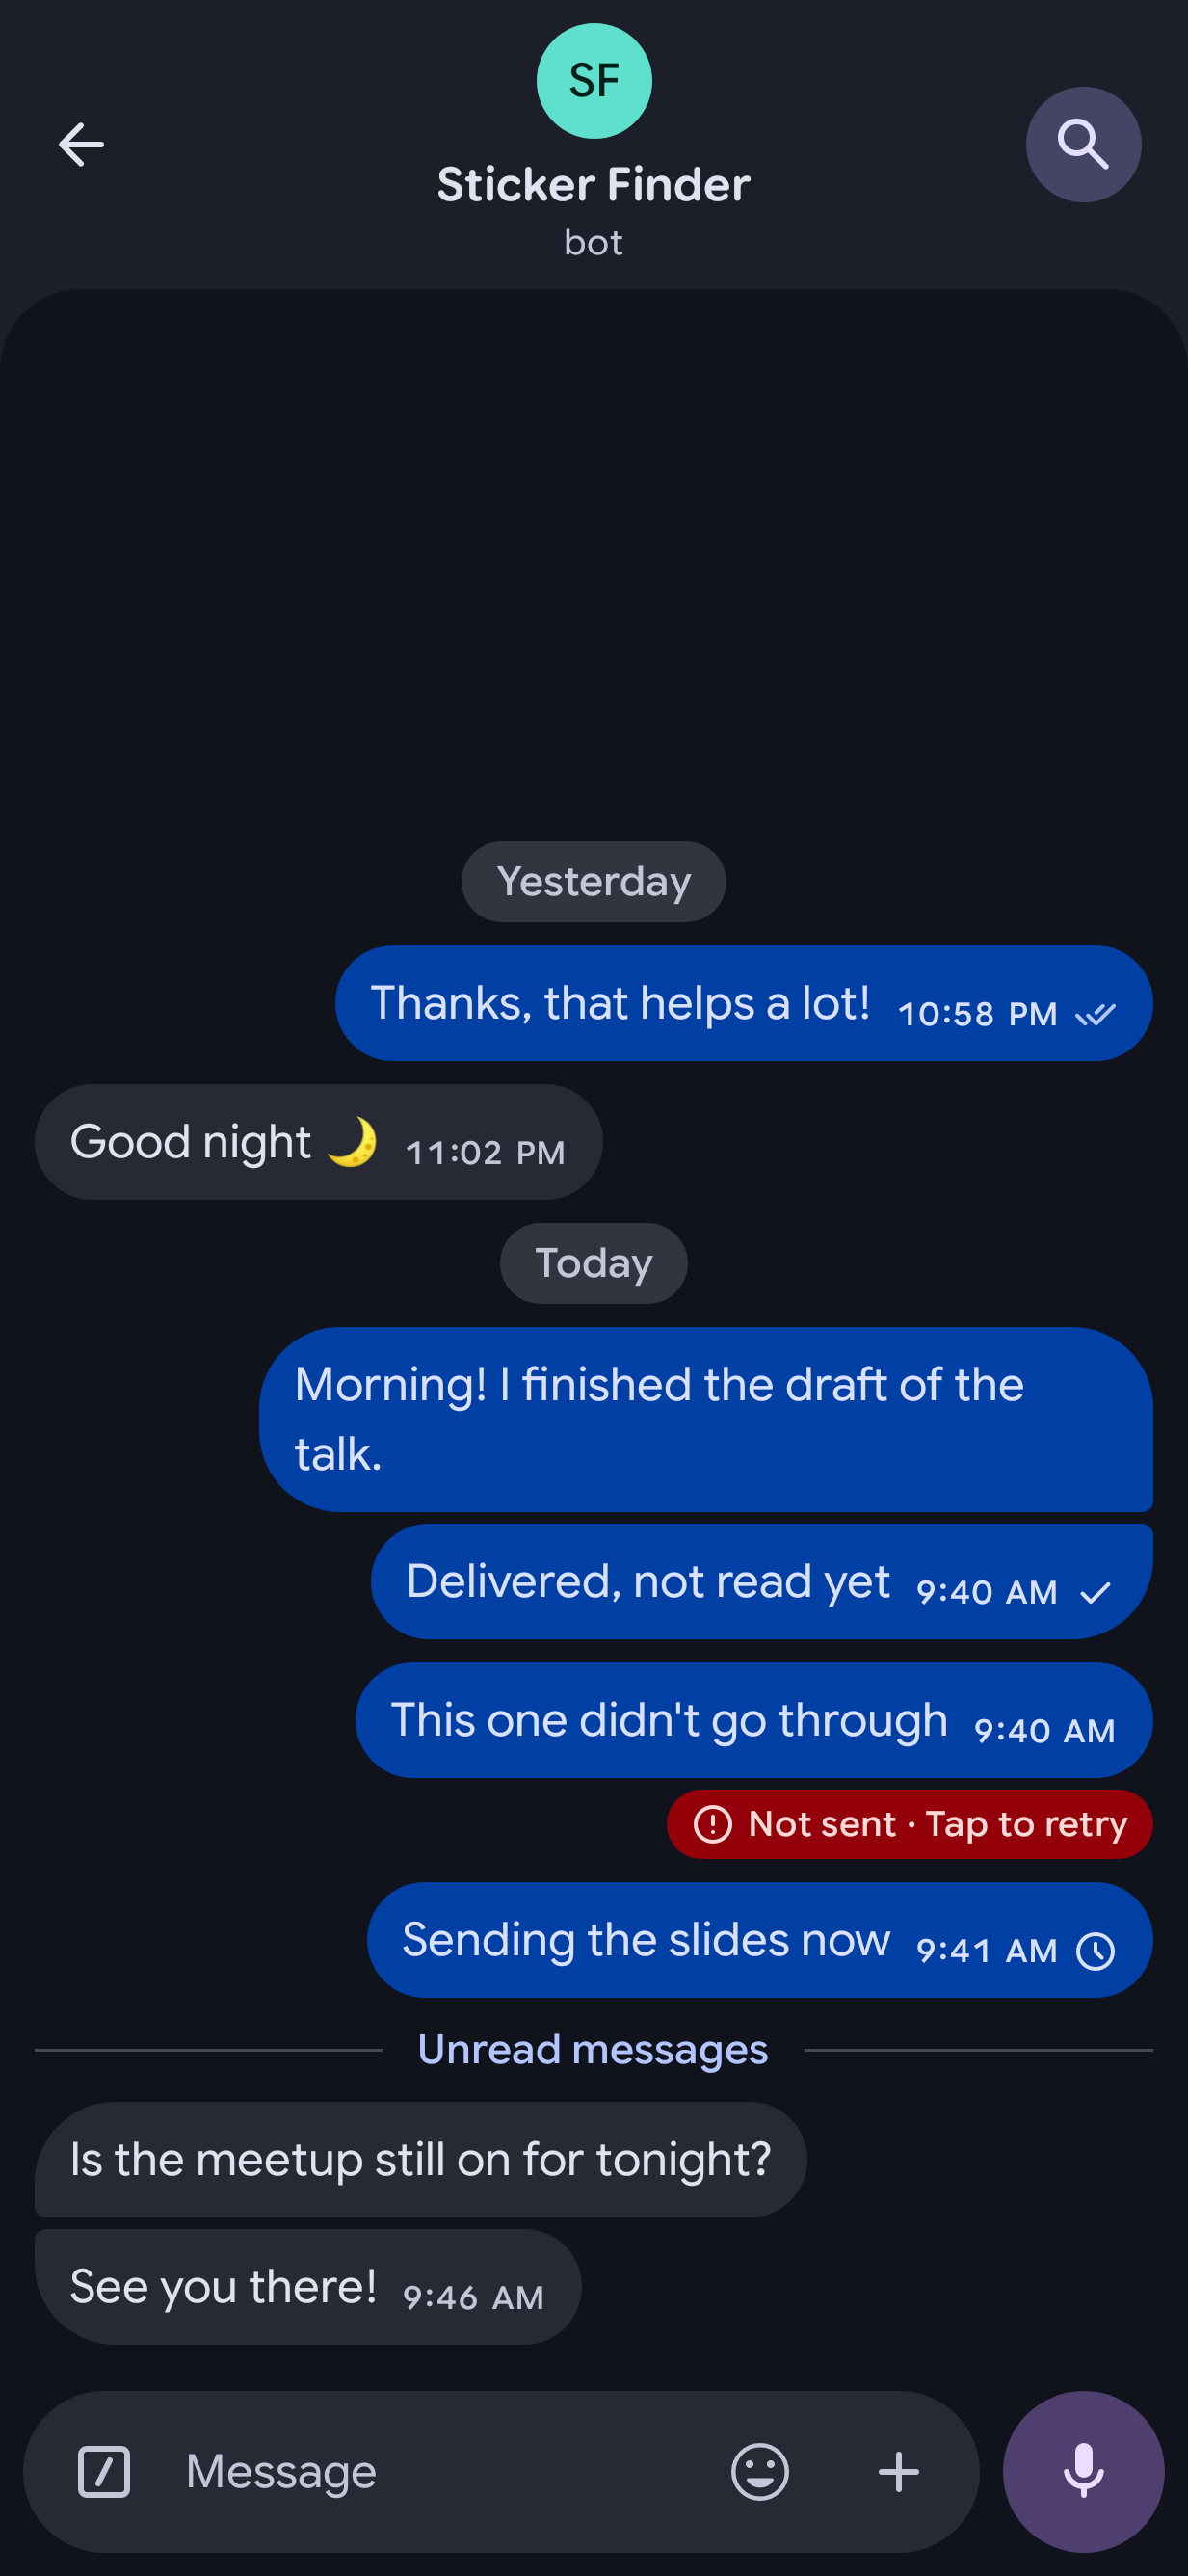 SF
Sticker Finder
bot
Yesterday
Thanks, that helps a lot! 10:58 PM
Good night 🌙 11:02 PM
Today
Morning! I finished the draft of the
talk.
Delivered, not read yet 9:40 AM
This one didn't go through 9:40 AM
Not sent · Tap to retry
Sending the slides now 9:41 AM
Unread messages
Is the meetup still on for tonight?
See you there! 9:46 AM
Message